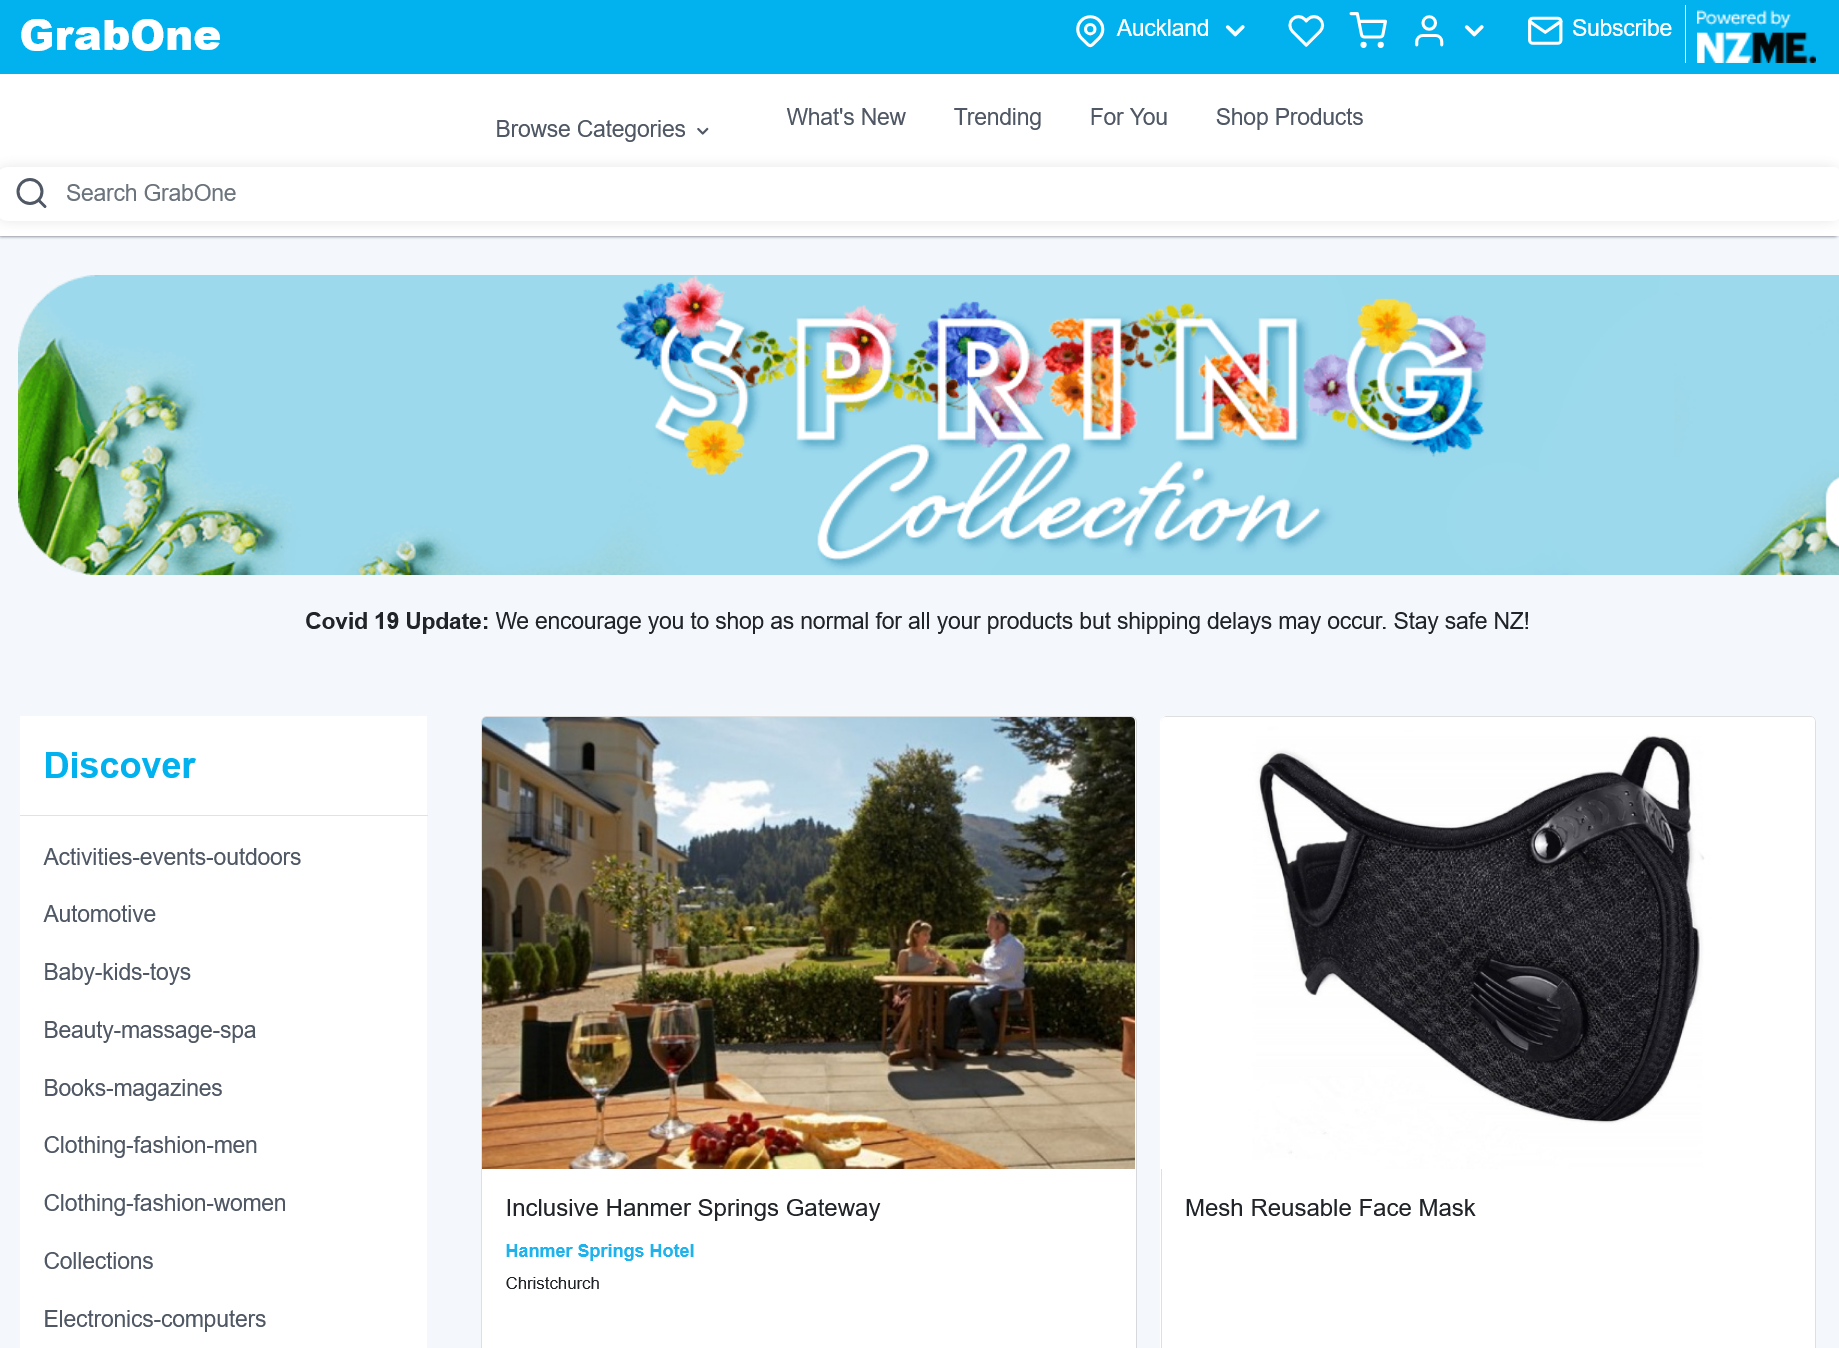 GrabOne
Auckland
Subscribe
Powered by
NZME.
Browse Categories
What's New
Trending
For You
Shop Products
Search GrabOne
SPRING
Collection
Covid 19 Update: We encourage you to shop as normal for all your products but shipping delays may occur. Stay safe NZ!
Discover
Activities-events-outdoors
Automotive
Baby-kids-toys
Beauty-massage-spa
Books-magazines
Clothing-fashion-men
Clothing-fashion-women
Collections
Electronics-computers
Inclusive Hanmer Springs Gateway
Hanmer Springs Hotel
Christchurch
Mesh Reusable Face Mask